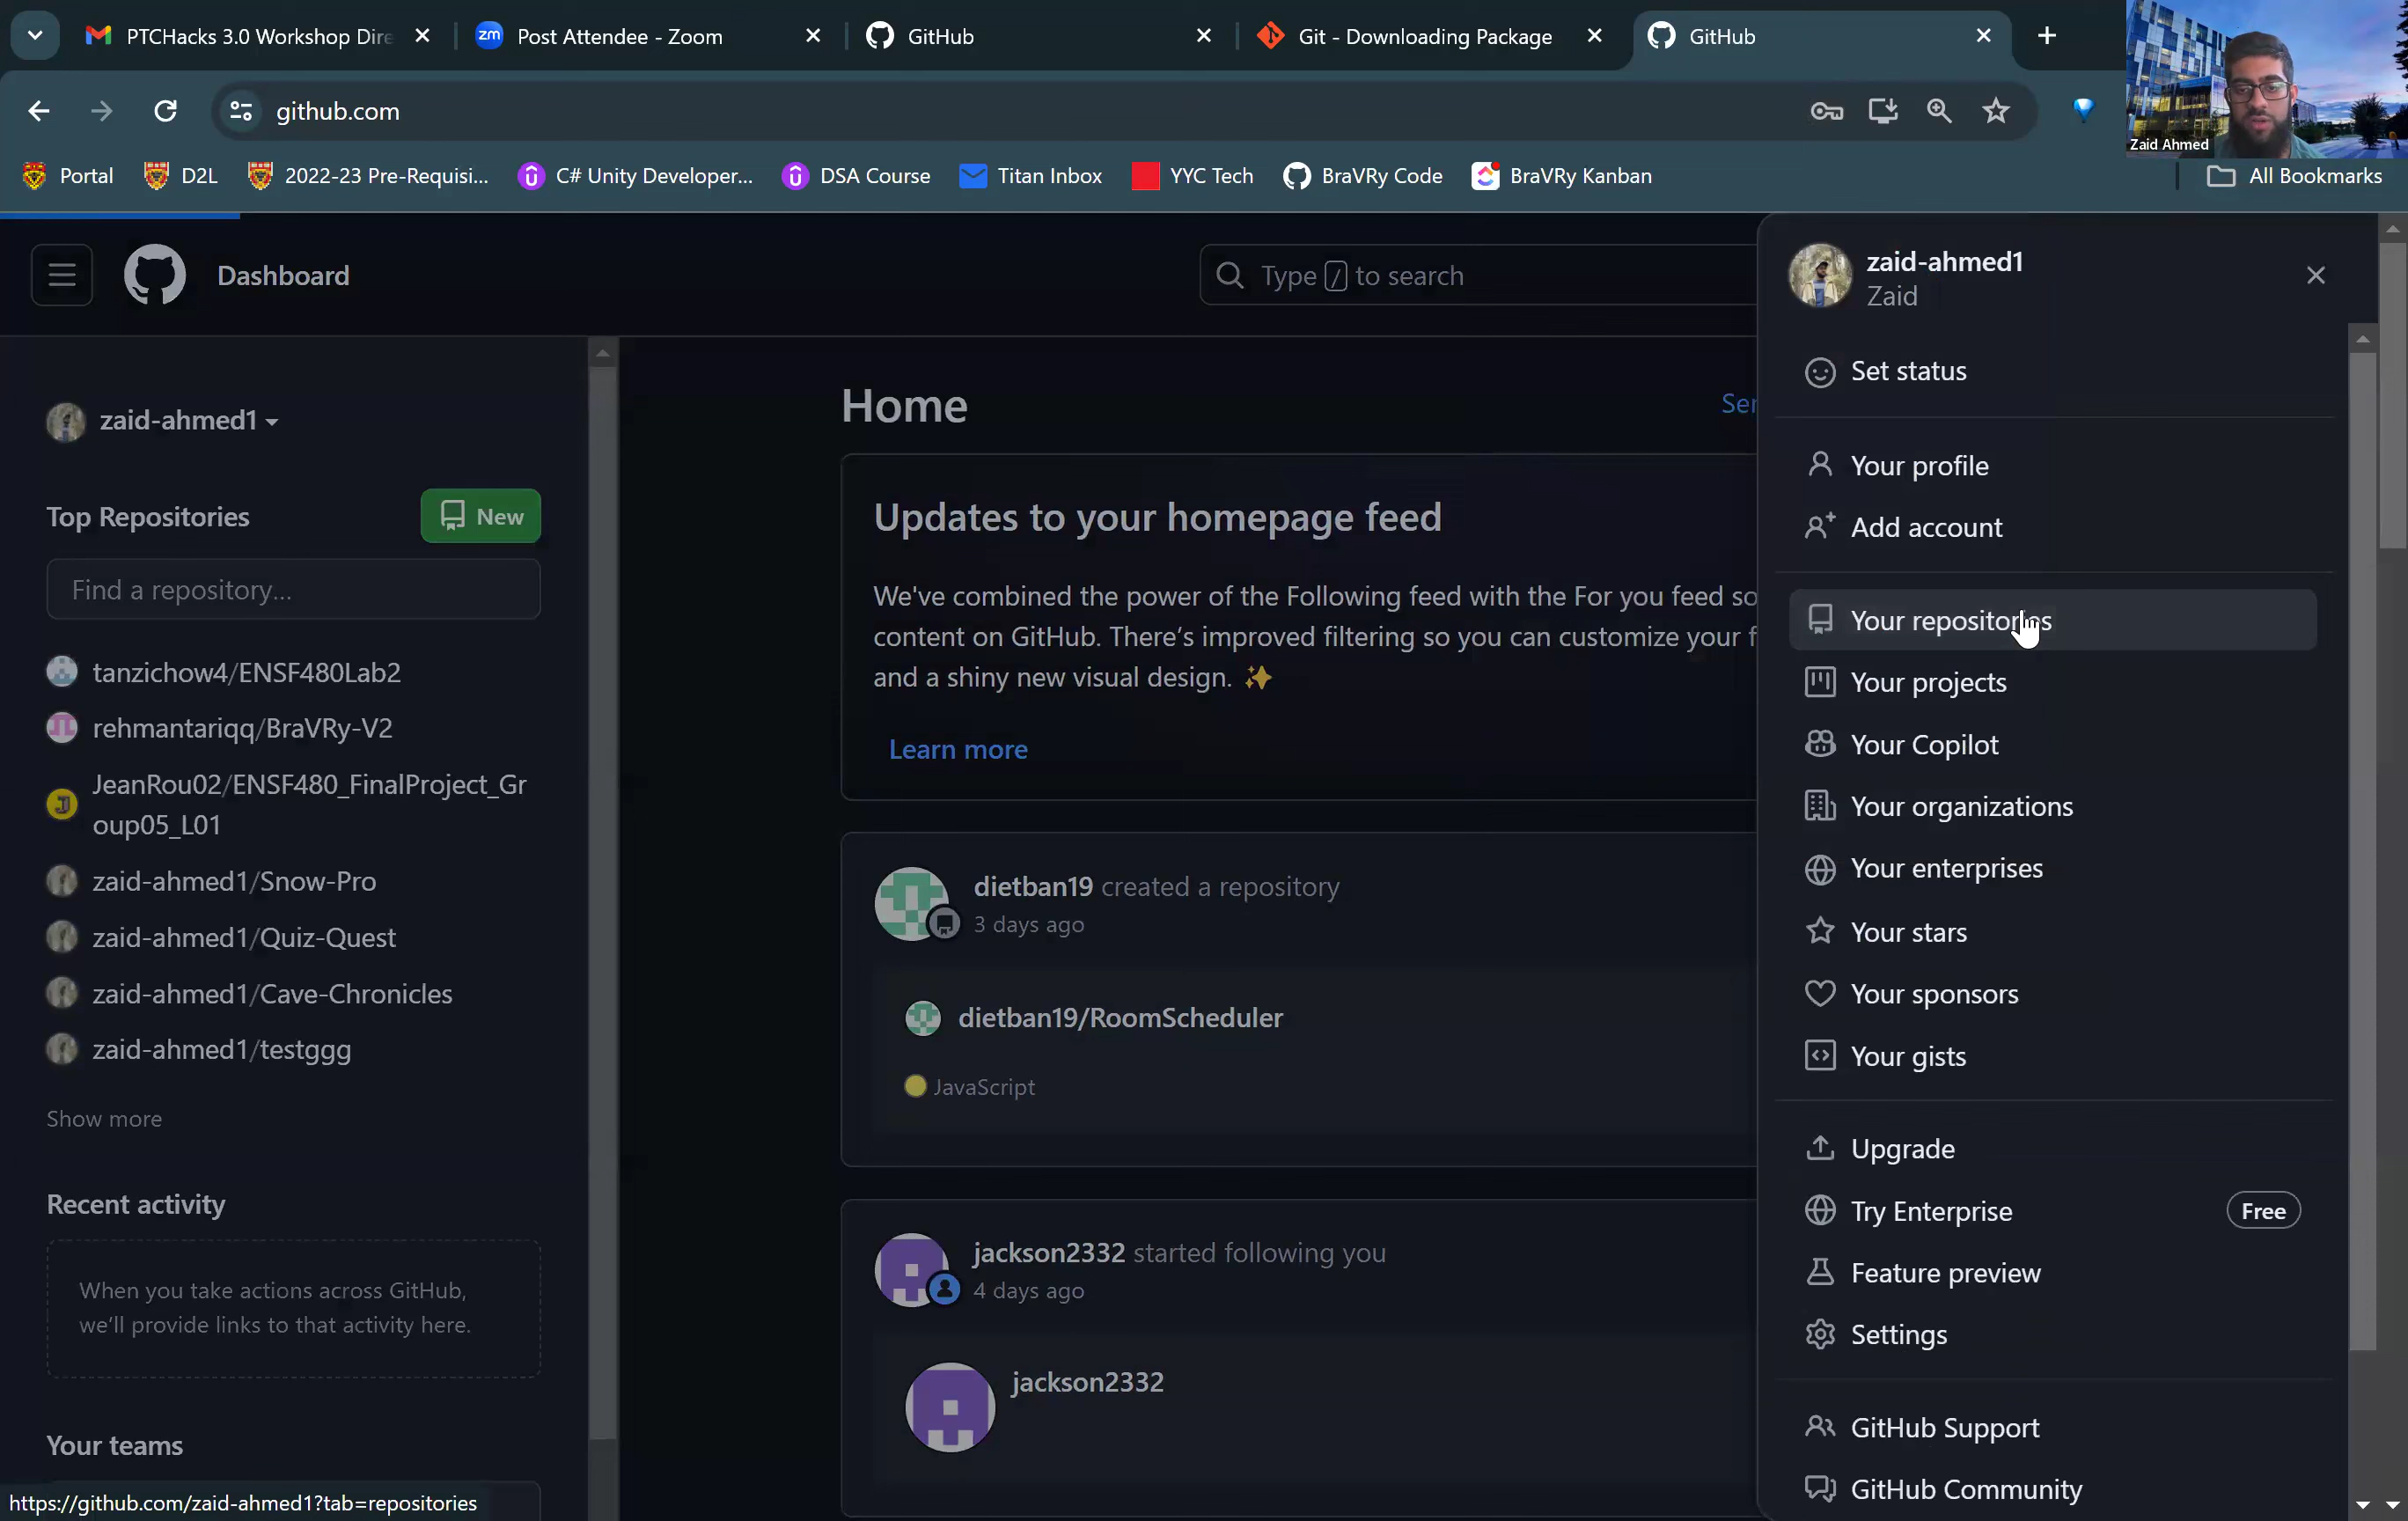 PTCHacks 3.0 Workshop Dire
zm Post Attendee - Zoom
GitHub
Git - Downloading Package
GitHub
github.com
Zaid Ahmed
Portal
D2L
2022-23 Pre-Requisi...
C# Unity Developer...
DSA Course
Titan Inbox
YYC Tech
BraVRy Code
BraVRy Kanban
All Bookmarks
Dashboard
Type / to search
zaid-ahmed1
Top Repositories
New
Find a repository...
tanzichow4/ENSF480Lab2
rehmantariqq/BraVRy-V2
JeanRou02/ENSF480_FinalProject_Gr
oup05_L01
zaid-ahmed1/Snow-Pro
zaid-ahmed1/Quiz-Quest
zaid-ahmed1/Cave-Chronicles
zaid-ahmed1/testggg
Show more
Recent activity
When you take actions across GitHub,
we'll provide links to that activity here.
Your teams
https://github.com/zaid-ahmed1?tab=repositories
Home
Ser
Updates to your homepage feed
We've combined the power of the Following feed with the For you feed so
content on GitHub. There's improved filtering so you can customize your f
and a shiny new visual design. ✨
Learn more
dietban19 created a repository
3 days ago
dietban19/RoomScheduler
JavaScript
jackson2332 started following you
4 days ago
jackson2332
zaid-ahmed1
Zaid
Set status
Your profile
Add account
Your repositories
Your projects
Your Copilot
Your organizations
Your enterprises
Your stars
Your sponsors
Your gists
Upgrade
Try Enterprise
Free
Feature preview
Settings
GitHub Support
GitHub Community